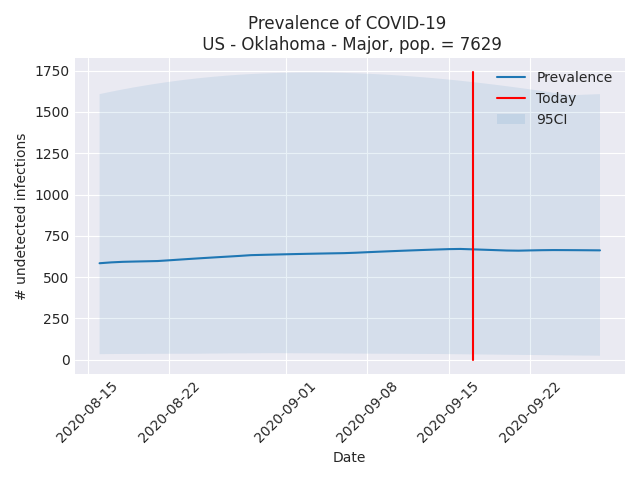 Prevalence of COVID-19
US - Oklahoma - Major, pop. = 7629
# undetected infections
1750
1500
1250
1000
750
500
250
0
Prevalence
Today
95CI
2020-08-15
2020-08-22
2020-09-01
2020-09-08
2020-09-15
2020-09-22
Date